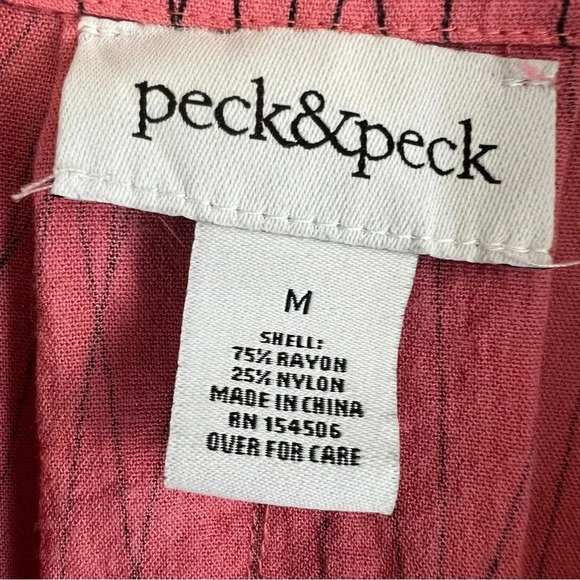 peck&peck
M
SHELL:
75% RAYON
25% NYLON
MADE IN CHINA
RN 154506
OVER FOR CARE